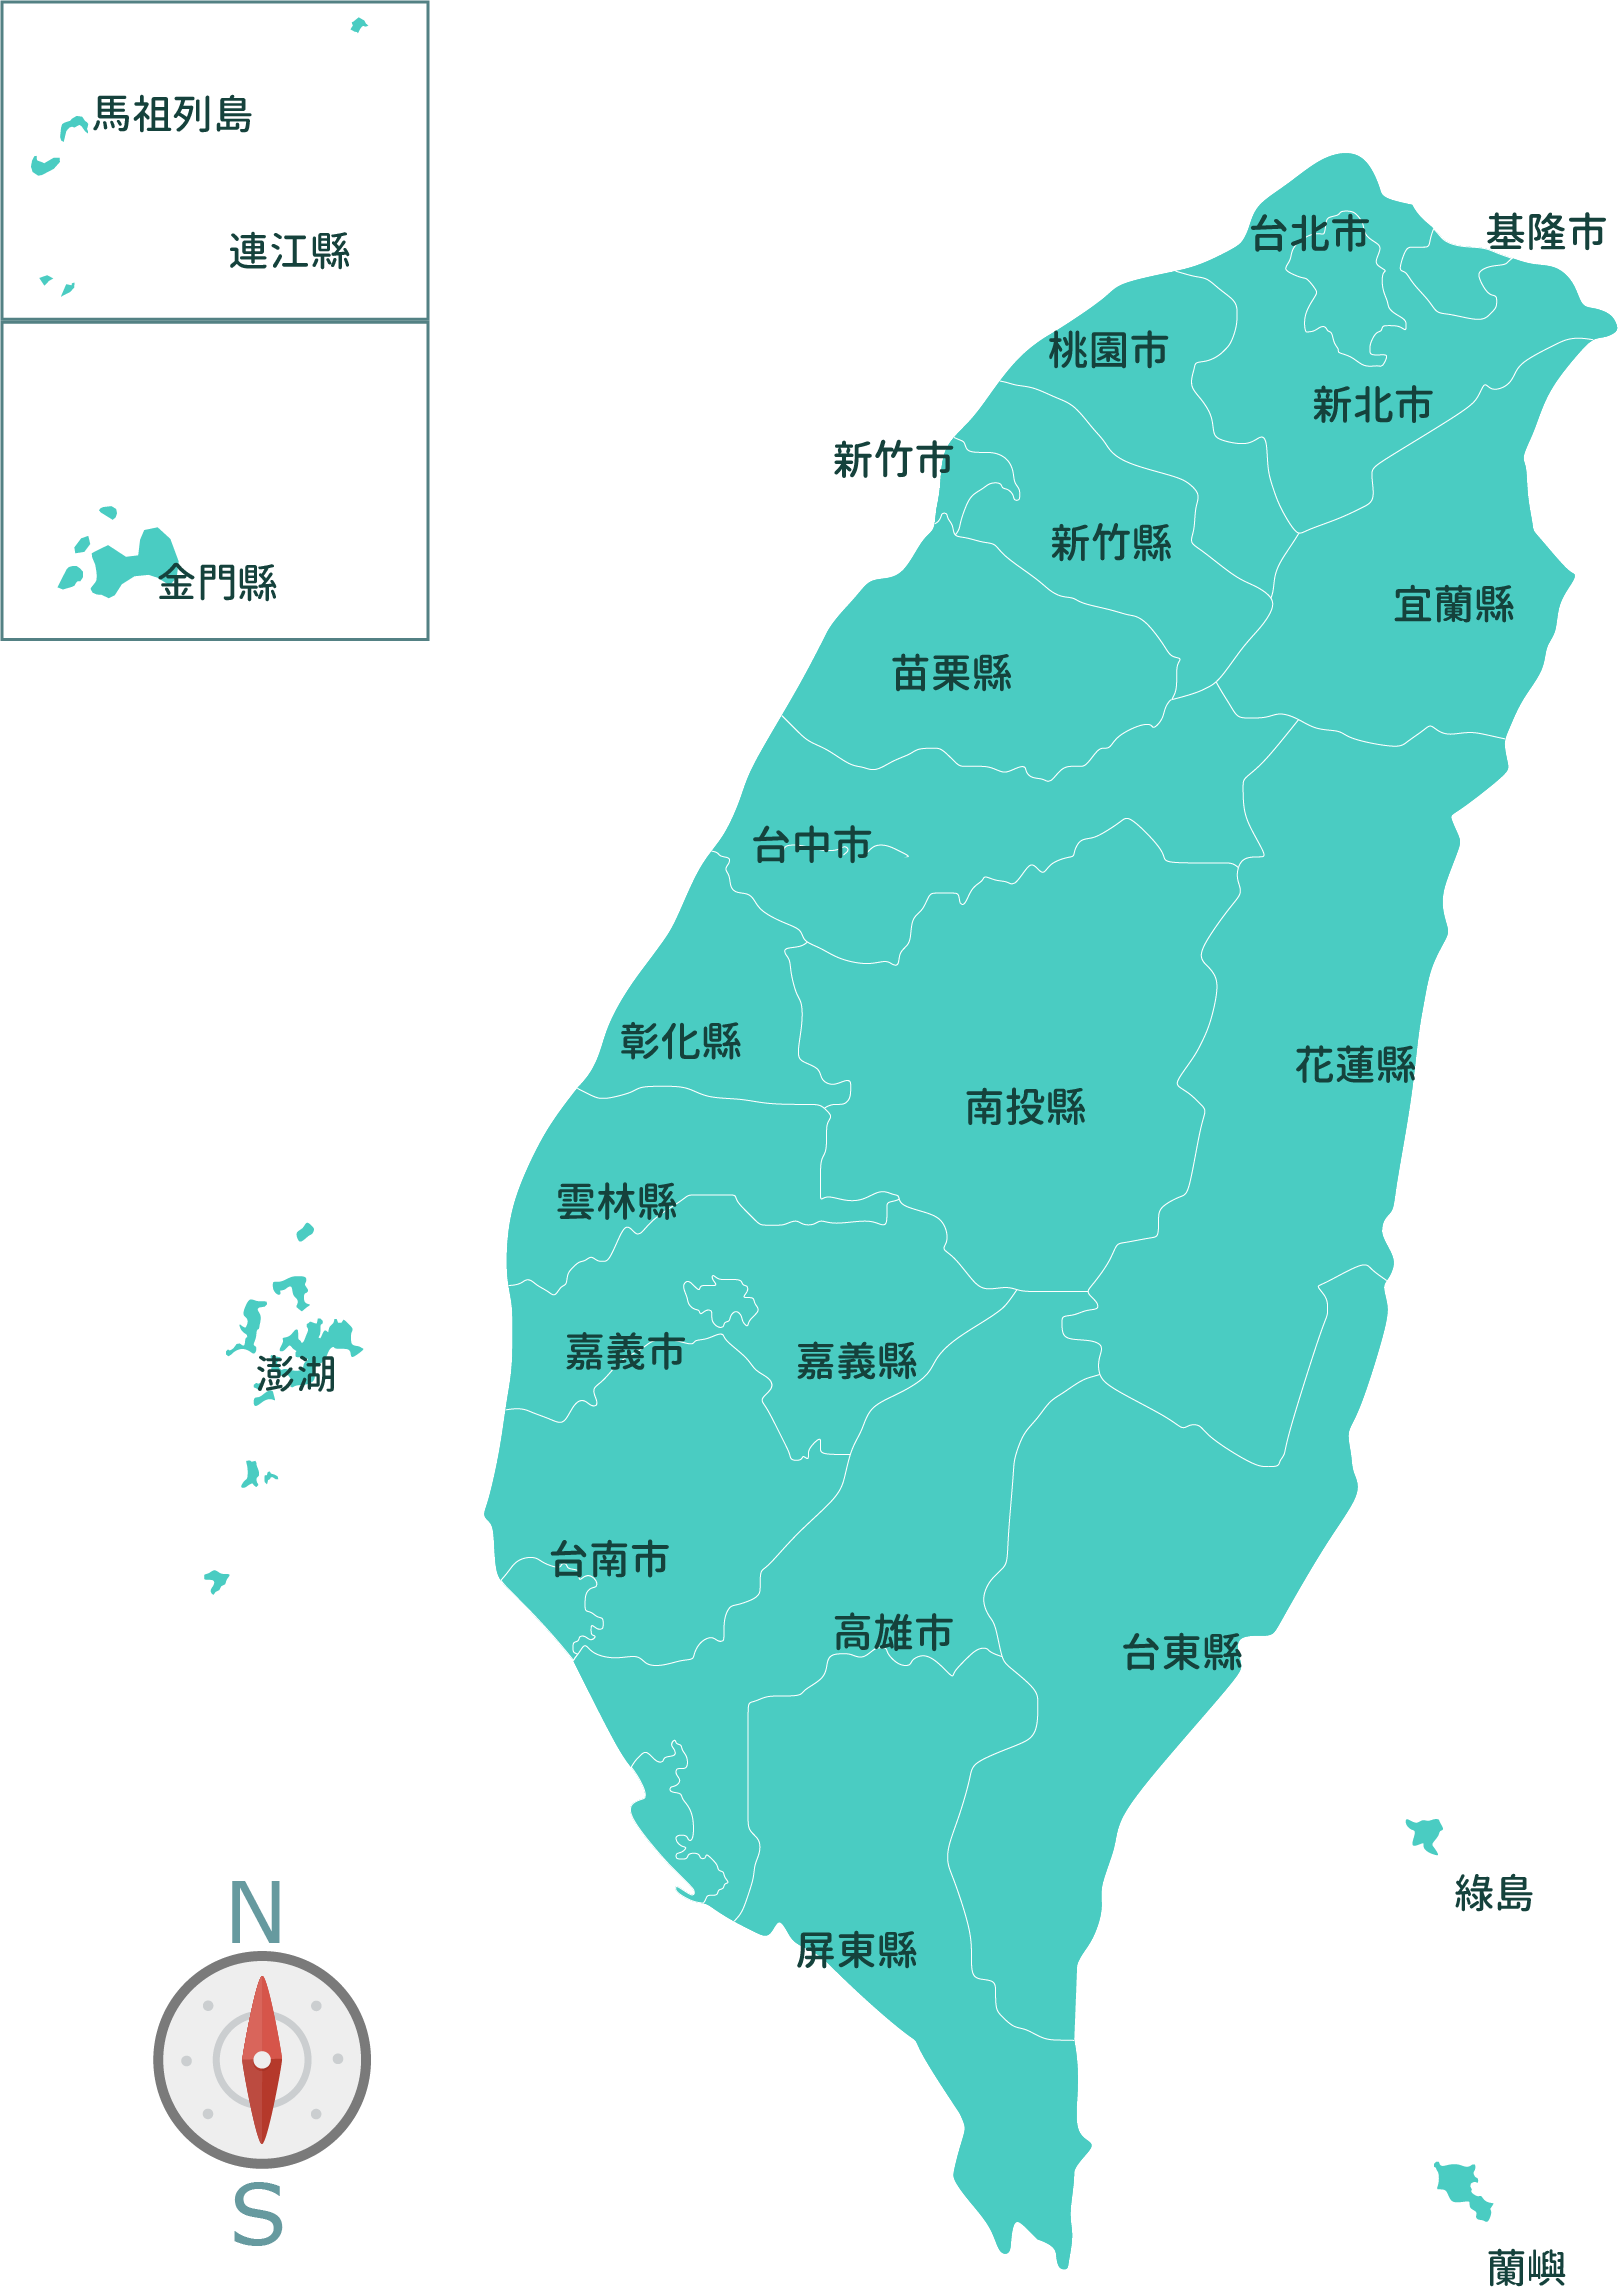 馬祖列島
連江縣
金門縣
台北市
基隆市
桃園市
新北市
新竹市
新竹縣
宜蘭縣
苗栗縣
台中市
彰化縣
花蓮縣
南投縣
雲林縣
嘉義市
嘉義縣
澎湖
台南市
高雄市
台東縣
綠島
屏東縣
蘭嶼
N
S